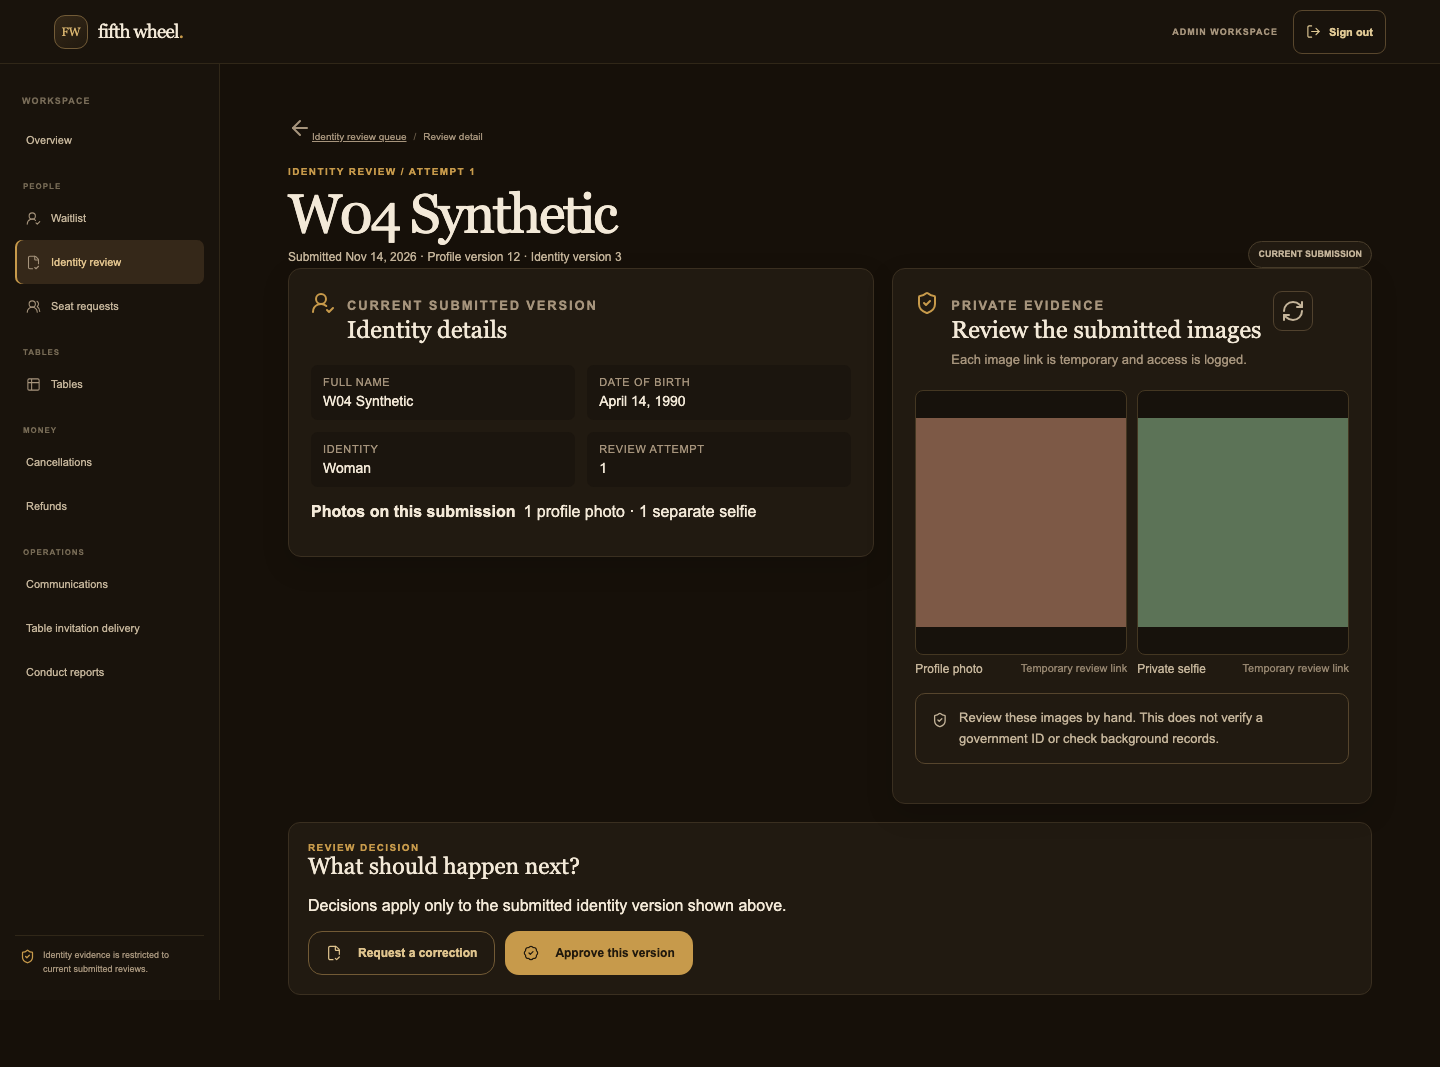 FW
fifth wheel.
ADMIN WORKSPACE
Sign out
WORKSPACE
Overview
PEOPLE
Waitlist
Identity review
Seat requests
TABLES
Tables
MONEY
Cancellations
Refunds
OPERATIONS
Communications
Table invitation delivery
Conduct reports
Identity evidence is restricted to
current submitted reviews.
Identity review queue / Review detail
IDENTITY REVIEW / ATTEMPT 1
W04 Synthetic
Submitted Nov 14, 2026 · Profile version 12 · Identity version 3
CURRENT SUBMISSION
CURRENT SUBMITTED VERSION
Identity details
FULL NAME
W04 Synthetic
DATE OF BIRTH
April 14, 1990
IDENTITY
Woman
REVIEW ATTEMPT
1
Photos on this submission 1 profile photo · 1 separate selfie
PRIVATE EVIDENCE
Review the submitted images
Each image link is temporary and access is logged.
Profile photo
Temporary review link
Private selfie
Temporary review link
Review these images by hand. This does not verify a
government ID or check background records.
REVIEW DECISION
What should happen next?
Decisions apply only to the submitted identity version shown above.
Request a correction
Approve this version